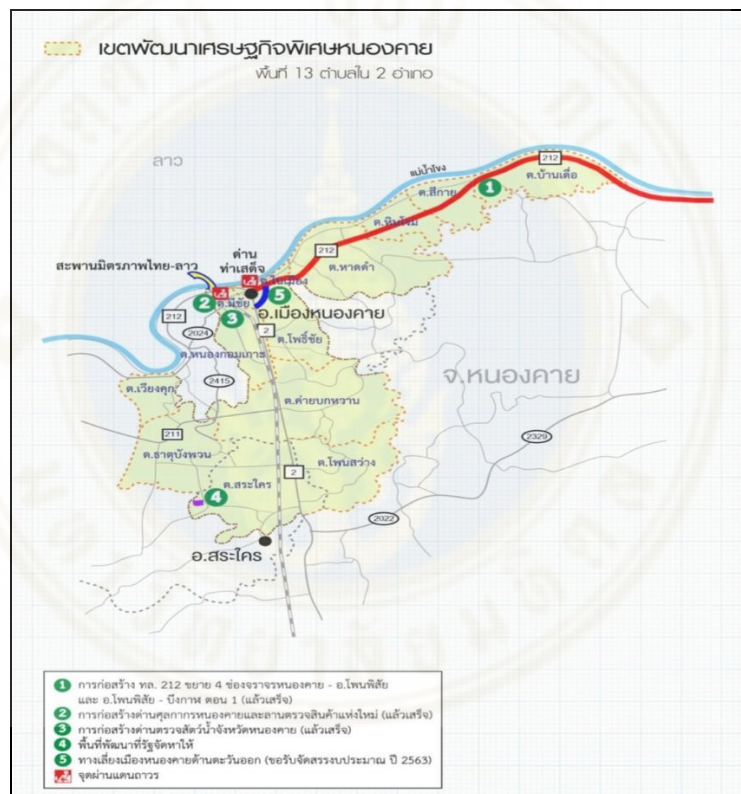 เขตพัฒนาเศรษฐกิจพิเศษหนองคาย
พื้นที่ 13 ตำบลใน 2 อำเภอ
ลาว
แม่น้ำโขง
212
ต.บ้านเดื่อ
ต.สีกาย
1
ต.หินโงม
สะพานมิตรภาพไทย-ลาว
ด่าน
ท่าเสด็จ
212
ต.หาดคำ
ต.ในเมือง
2
ต.มีชัย
5
3
อ.เมืองหนองคาย
212
2024
2
ต.โพธิ์ชัย
ต.หนองกอมเกาะ
จ.หนองคาย
ต.เวียงคุก
2415
ต.ค่ายบกหวาน
211
2329
ต.ธาตุบังพวน
ต.โพนสว่าง
2
ต.สระใคร
4
2022
อ.สระใคร
1 การก่อสร้าง ทล. 212 ขยาย 4 ช่องจราจรหนองคาย - อ.โพนพิสัย
และ อ.โพนพิสัย - บึงกาฬ ตอน 1 (แล้วเสร็จ)
2 การก่อสร้างด่านศุลกากรหนองคายและลานตรวจสินค้าแห่งใหม่ (แล้วเสร็จ)
3 การก่อสร้างด่านตรวจสัตว์น้ำจังหวัดหนองคาย (แล้วเสร็จ)
4 พื้นที่พัฒนาที่รัฐจัดหาให้
5 ทางเลี่ยงเมืองหนองคายด้านตะวันออก (ขอรับจัดสรรงบประมาณ ปี 2563)
จุดผ่านแดนถาวร